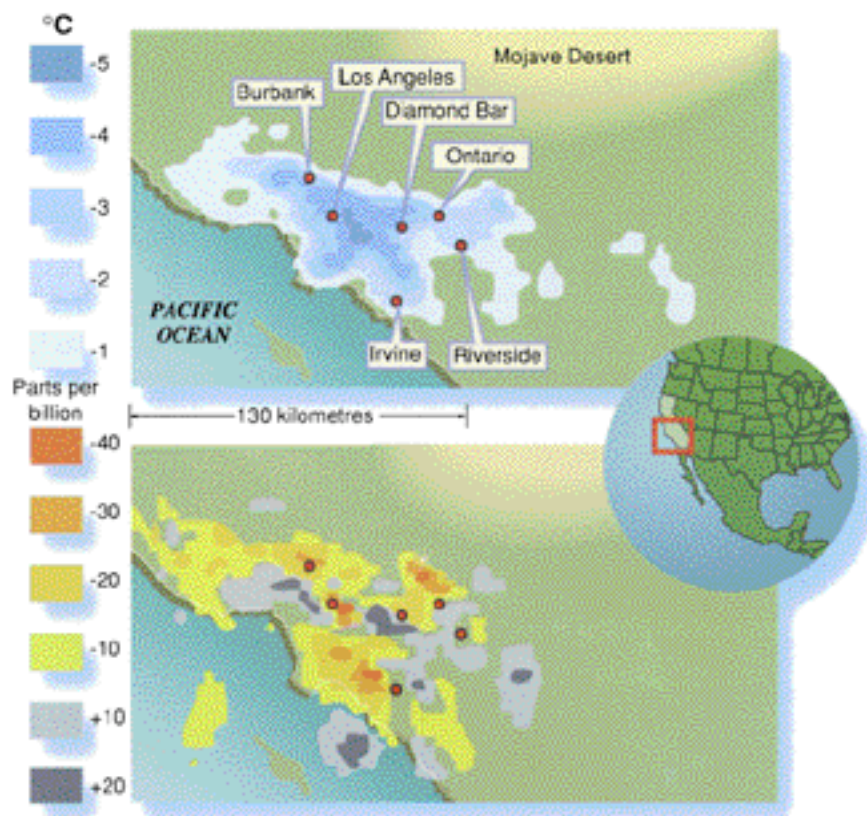 °C
-5
-4
-3
-2
-1
Mojave Desert
Los Angeles
Burbank
Diamond Bar
Ontario
PACIFIC
OCEAN
Irvine
Riverside
130 kilometres
Parts per
billion
-40
-30
-20
-10
+10
+20